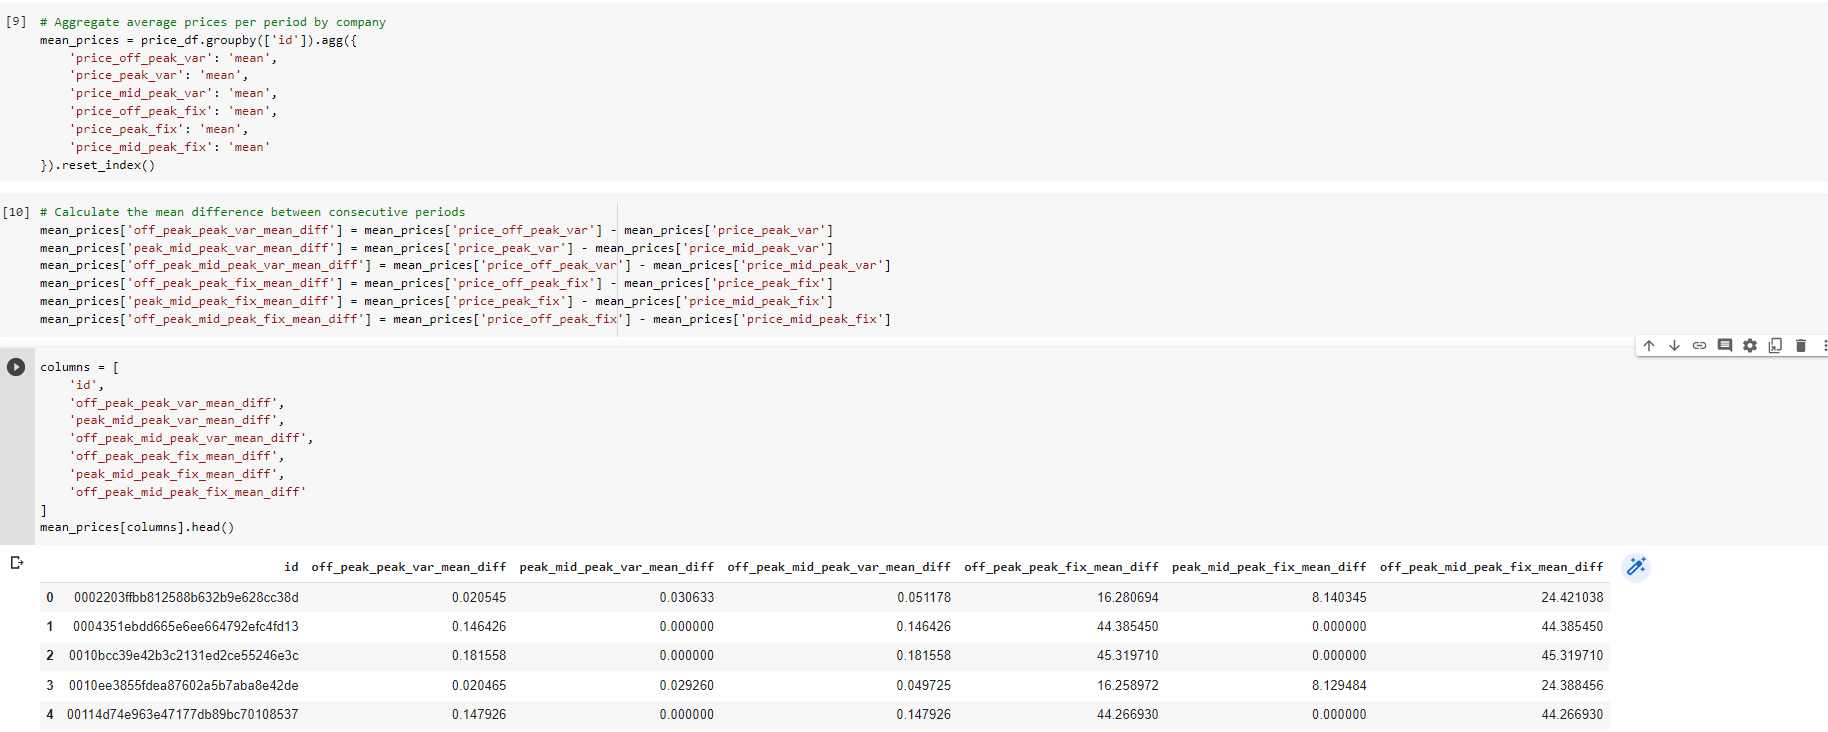 [9] # Aggregate average prices per period by company
mean_prices = price_df.groupby(['id']).agg({
    'price_off_peak_var': 'mean',
    'price_peak_var': 'mean',
    'price_mid_peak_var': 'mean',
    'price_off_peak_fix': 'mean',
    'price_peak_fix': 'mean',
    'price_mid_peak_fix': 'mean'
}).reset_index()
[10] # Calculate the mean difference between consecutive periods
mean_prices['off_peak_peak_var_mean_diff'] = mean_prices['price_off_peak_var'] - mean_prices['price_peak_var']
mean_prices['peak_mid_peak_var_mean_diff'] = mean_prices['price_peak_var'] - mean_prices['price_mid_peak_var']
mean_prices['off_peak_mid_peak_var_mean_diff'] = mean_prices['price_off_peak_var'] - mean_prices['price_mid_peak_var']
mean_prices['off_peak_peak_fix_mean_diff'] = mean_prices['price_off_peak_fix'] - mean_prices['price_peak_fix']
mean_prices['peak_mid_peak_fix_mean_diff'] = mean_prices['price_peak_fix'] - mean_prices['price_mid_peak_fix']
mean_prices['off_peak_mid_peak_fix_mean_diff'] = mean_prices['price_off_peak_fix'] - mean_prices['price_mid_peak_fix']
columns = [
    'id',
    'off_peak_peak_var_mean_diff',
    'peak_mid_peak_var_mean_diff',
    'off_peak_mid_peak_var_mean_diff',
    'off_peak_peak_fix_mean_diff',
    'peak_mid_peak_fix_mean_diff',
    'off_peak_mid_peak_fix_mean_diff'
]
mean_prices[columns].head()
id off_peak_peak_var_mean_diff peak_mid_peak_var_mean_diff off_peak_mid_peak_var_mean_diff off_peak_peak_fix_mean_diff peak_mid_peak_fix_mean_diff off_peak_mid_peak_fix_mean_diff
0 0002203ffbb812588b632b9e628cc38d 0.020545 0.030633 0.051178 16.280694 8.140345 24.421038
1 0004351ebdd665e6ee664792efc4fd13 0.146426 0.000000 0.146426 44.385450 0.000000 44.385450
2 0010bcc39e42b3c2131ed2ce55246e3c 0.181558 0.000000 0.181558 45.319710 0.000000 45.319710
3 0010ee3855fdea87602a5b7aba8e42de 0.020465 0.029260 0.049725 16.258972 8.129484 24.388456
4 00114d74e963e47177db89bc70108537 0.147926 0.000000 0.147926 44.266930 0.000000 44.266930